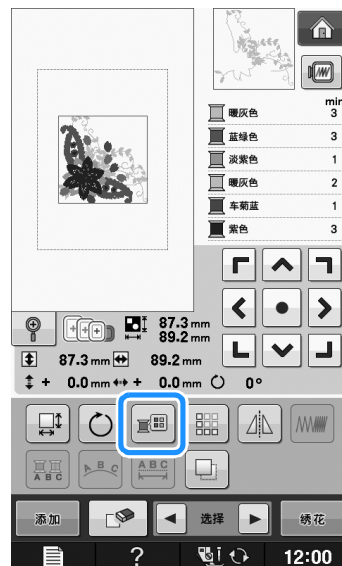 min
暖灰色 3
蓝绿色 3
淡紫色 1
暖灰色 2
车菊蓝 1
紫色 3
87.3 mm
89.2 mm
87.3 mm 89.2 mm
+ 0.0 mm + 0.0 mm 0°
A B C A B C A B C
添加 选择 绣花
? 12:00